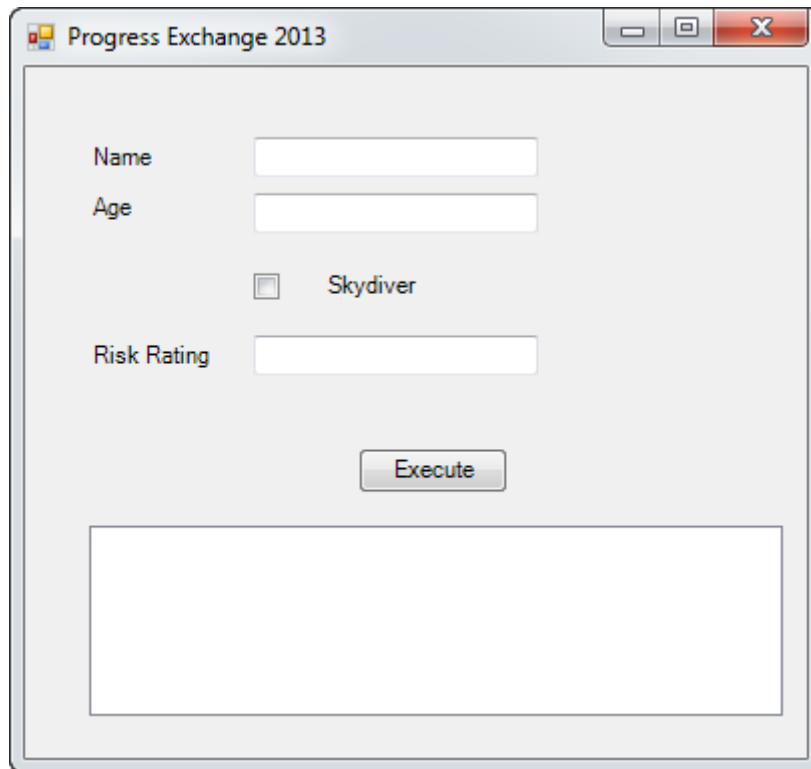 Progress Exchange 2013
Name
Age
Skydiver
Risk Rating
Execute